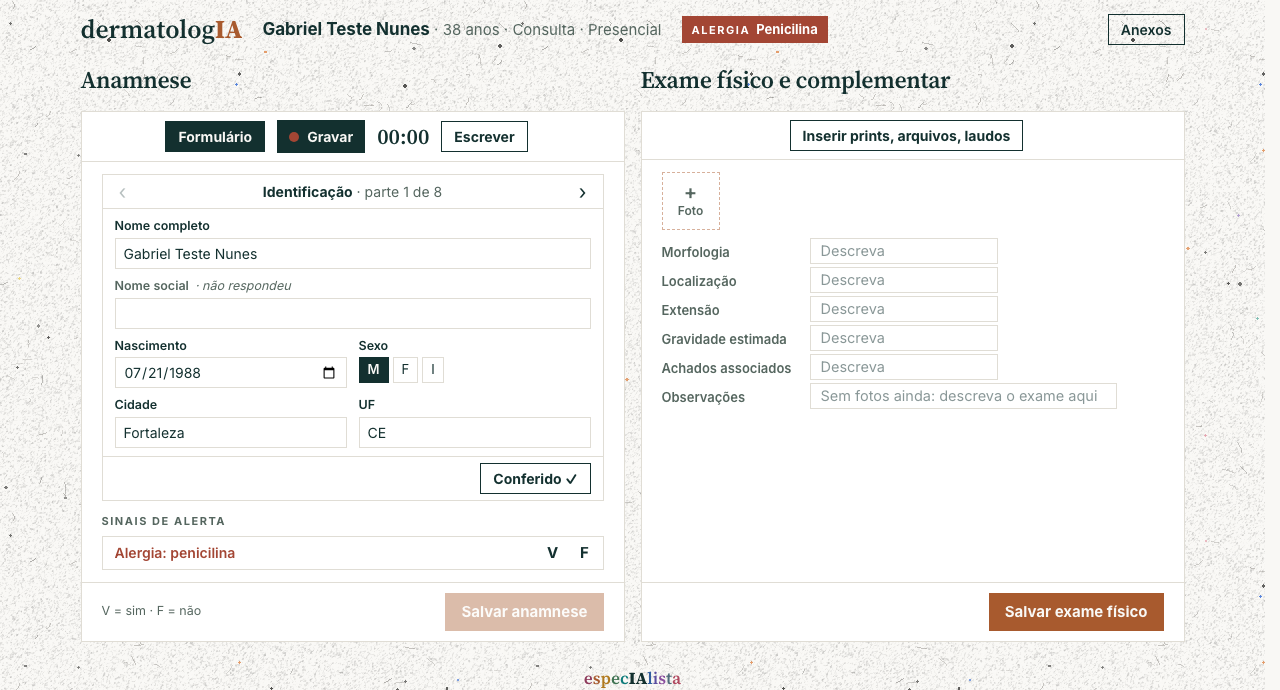 dermatologIA Gabriel Teste Nunes · 38 anos · Consulta · Presencial ALERGIA Penicilina Anexos
Anamnese
Formulário Gravar 00:00 Escrever
Identificação · parte 1 de 8
Nome completo
Gabriel Teste Nunes
Nome social · não respondeu
Nascimento Sexo
07/21/1988 M F I
Cidade UF
Fortaleza CE
Conferido ✓
SINAIS DE ALERTA
Alergia: penicilina V F
V = sim · F = não Salvar anamnese
Exame físico e complementar
Inserir prints, arquivos, laudos
+
Foto
Morfologia Descreva
Localização Descreva
Extensão Descreva
Gravidade estimada Descreva
Achados associados Descreva
Observações Sem fotos ainda: descreva o exame aqui
Salvar exame físico
especIAlista